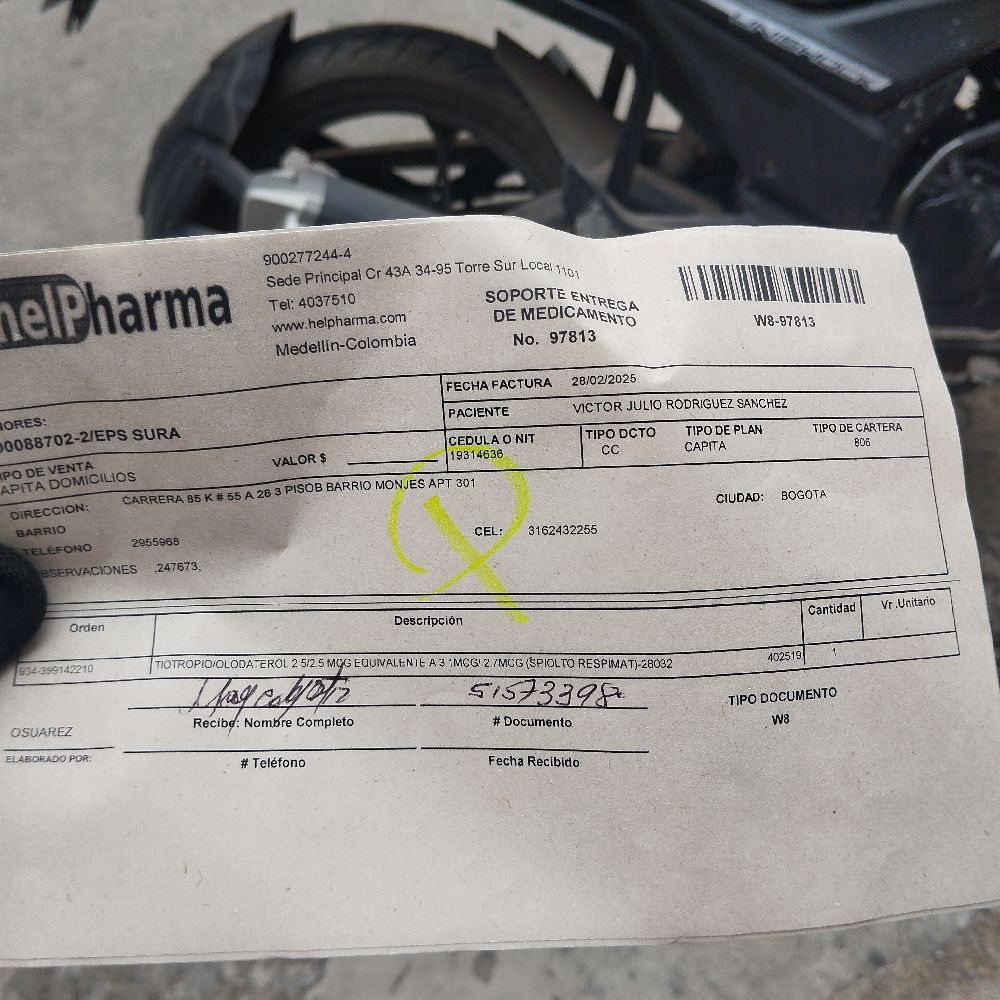 helPharma
900277244-4
Sede Principal Cr 43A 34-95 Torre Sur Local 1101
Tel: 4037510
www.helpharma.com
Medellín-Colombia
SOPORTE ENTREGA
DE MEDICAMENTO
No. 97813
W8-97813
FECHA FACTURA 28/02/2025
PACIENTE VICTOR JULIO RODRIGUEZ SANCHEZ
CEDULA O NIT TIPO DCTO TIPO DE PLAN TIPO DE CARTERA
19314636 CC CAPITA 806
NORES:
00088702-2/EPS SURA
IPO DE VENTA VALOR $
APITA DOMICILIOS
DIRECCION: CARRERA 85 K # 55 A 26 3 PISOB BARRIO MONJES APT 301
CIUDAD: BOGOTA
BARRIO
TELÉFONO 2955968 CEL: 3162432255
BSERVACIONES ,247673,
Orden Descripción Cantidad Vr .Unitario
934-399142210 TIOTROPIO/OLODATEROL 2 5/2.5 MCG EQUIVALENTE A 3 1MCG/ 2.7MCG (SPIOLTO RESPIMAT)-28032 402519 1
51573398
Recibe: Nombre Completo # Documento TIPO DOCUMENTO
W8
OSUAREZ
ELABORADO POR: # Teléfono Fecha Recibido